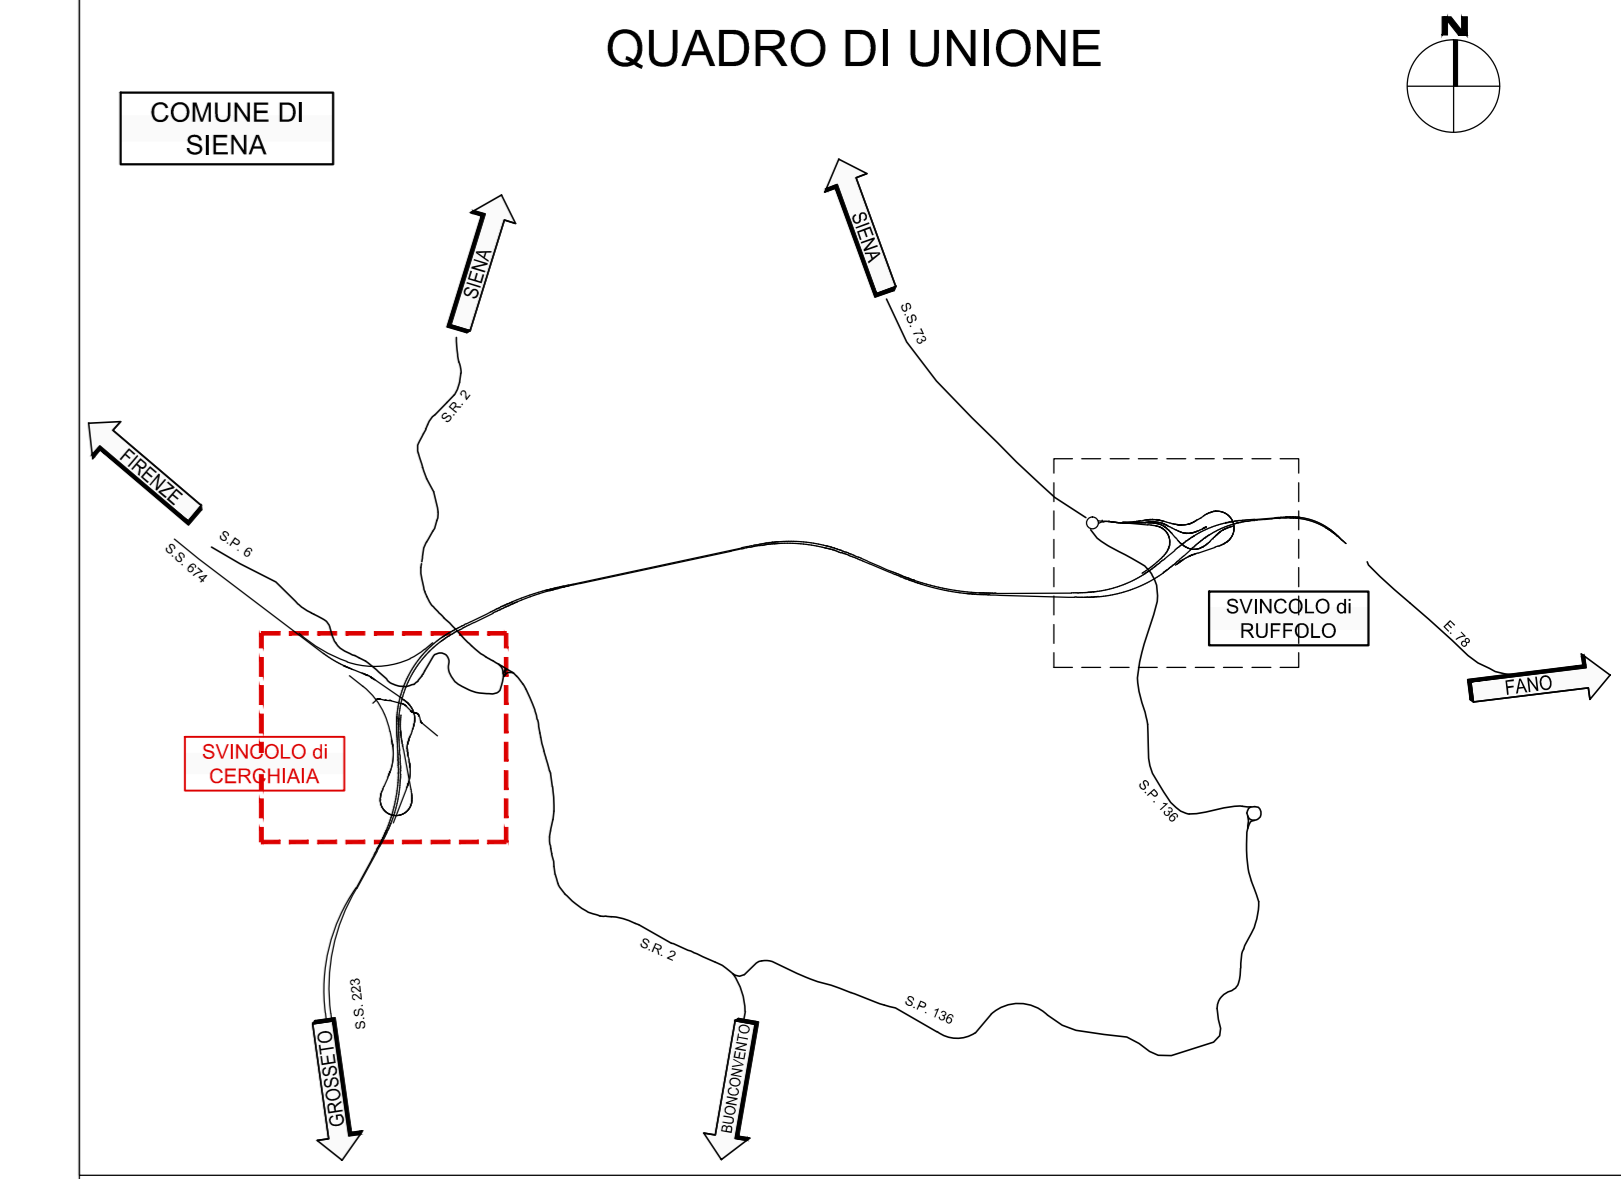 QUADRO DI UNIONE
N
COMUNE DI
SIENA
SIENA
SIENA
S.S. 73
S.R. 2
FIRENZE
S.P. 6
S.S. 674
SVINCOLO di
RUFFOLO
E. 78
FANO
SVINCOLO di
CERCHIAIA
S.P. 136
S.R. 2
S.S. 223
S.P. 136
GROSSETO
BUONCONVENTO